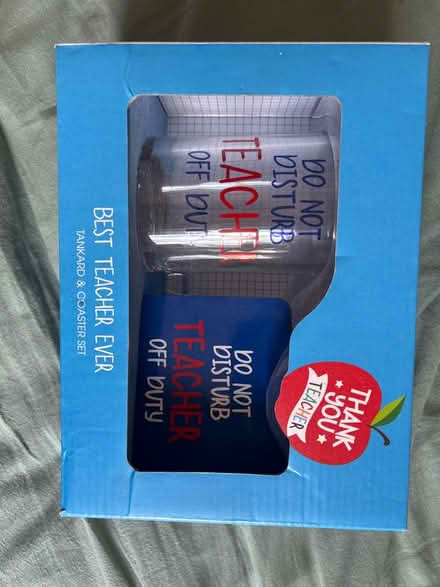 DO NOT
DISTURB
TEACHER
OFF DUTY
DO NOT
DISTURB
TEACHER
OFF DUTY
THANK
YOU
TEACHER
BEST TEACHER EVER
TANKARD & COASTER SET